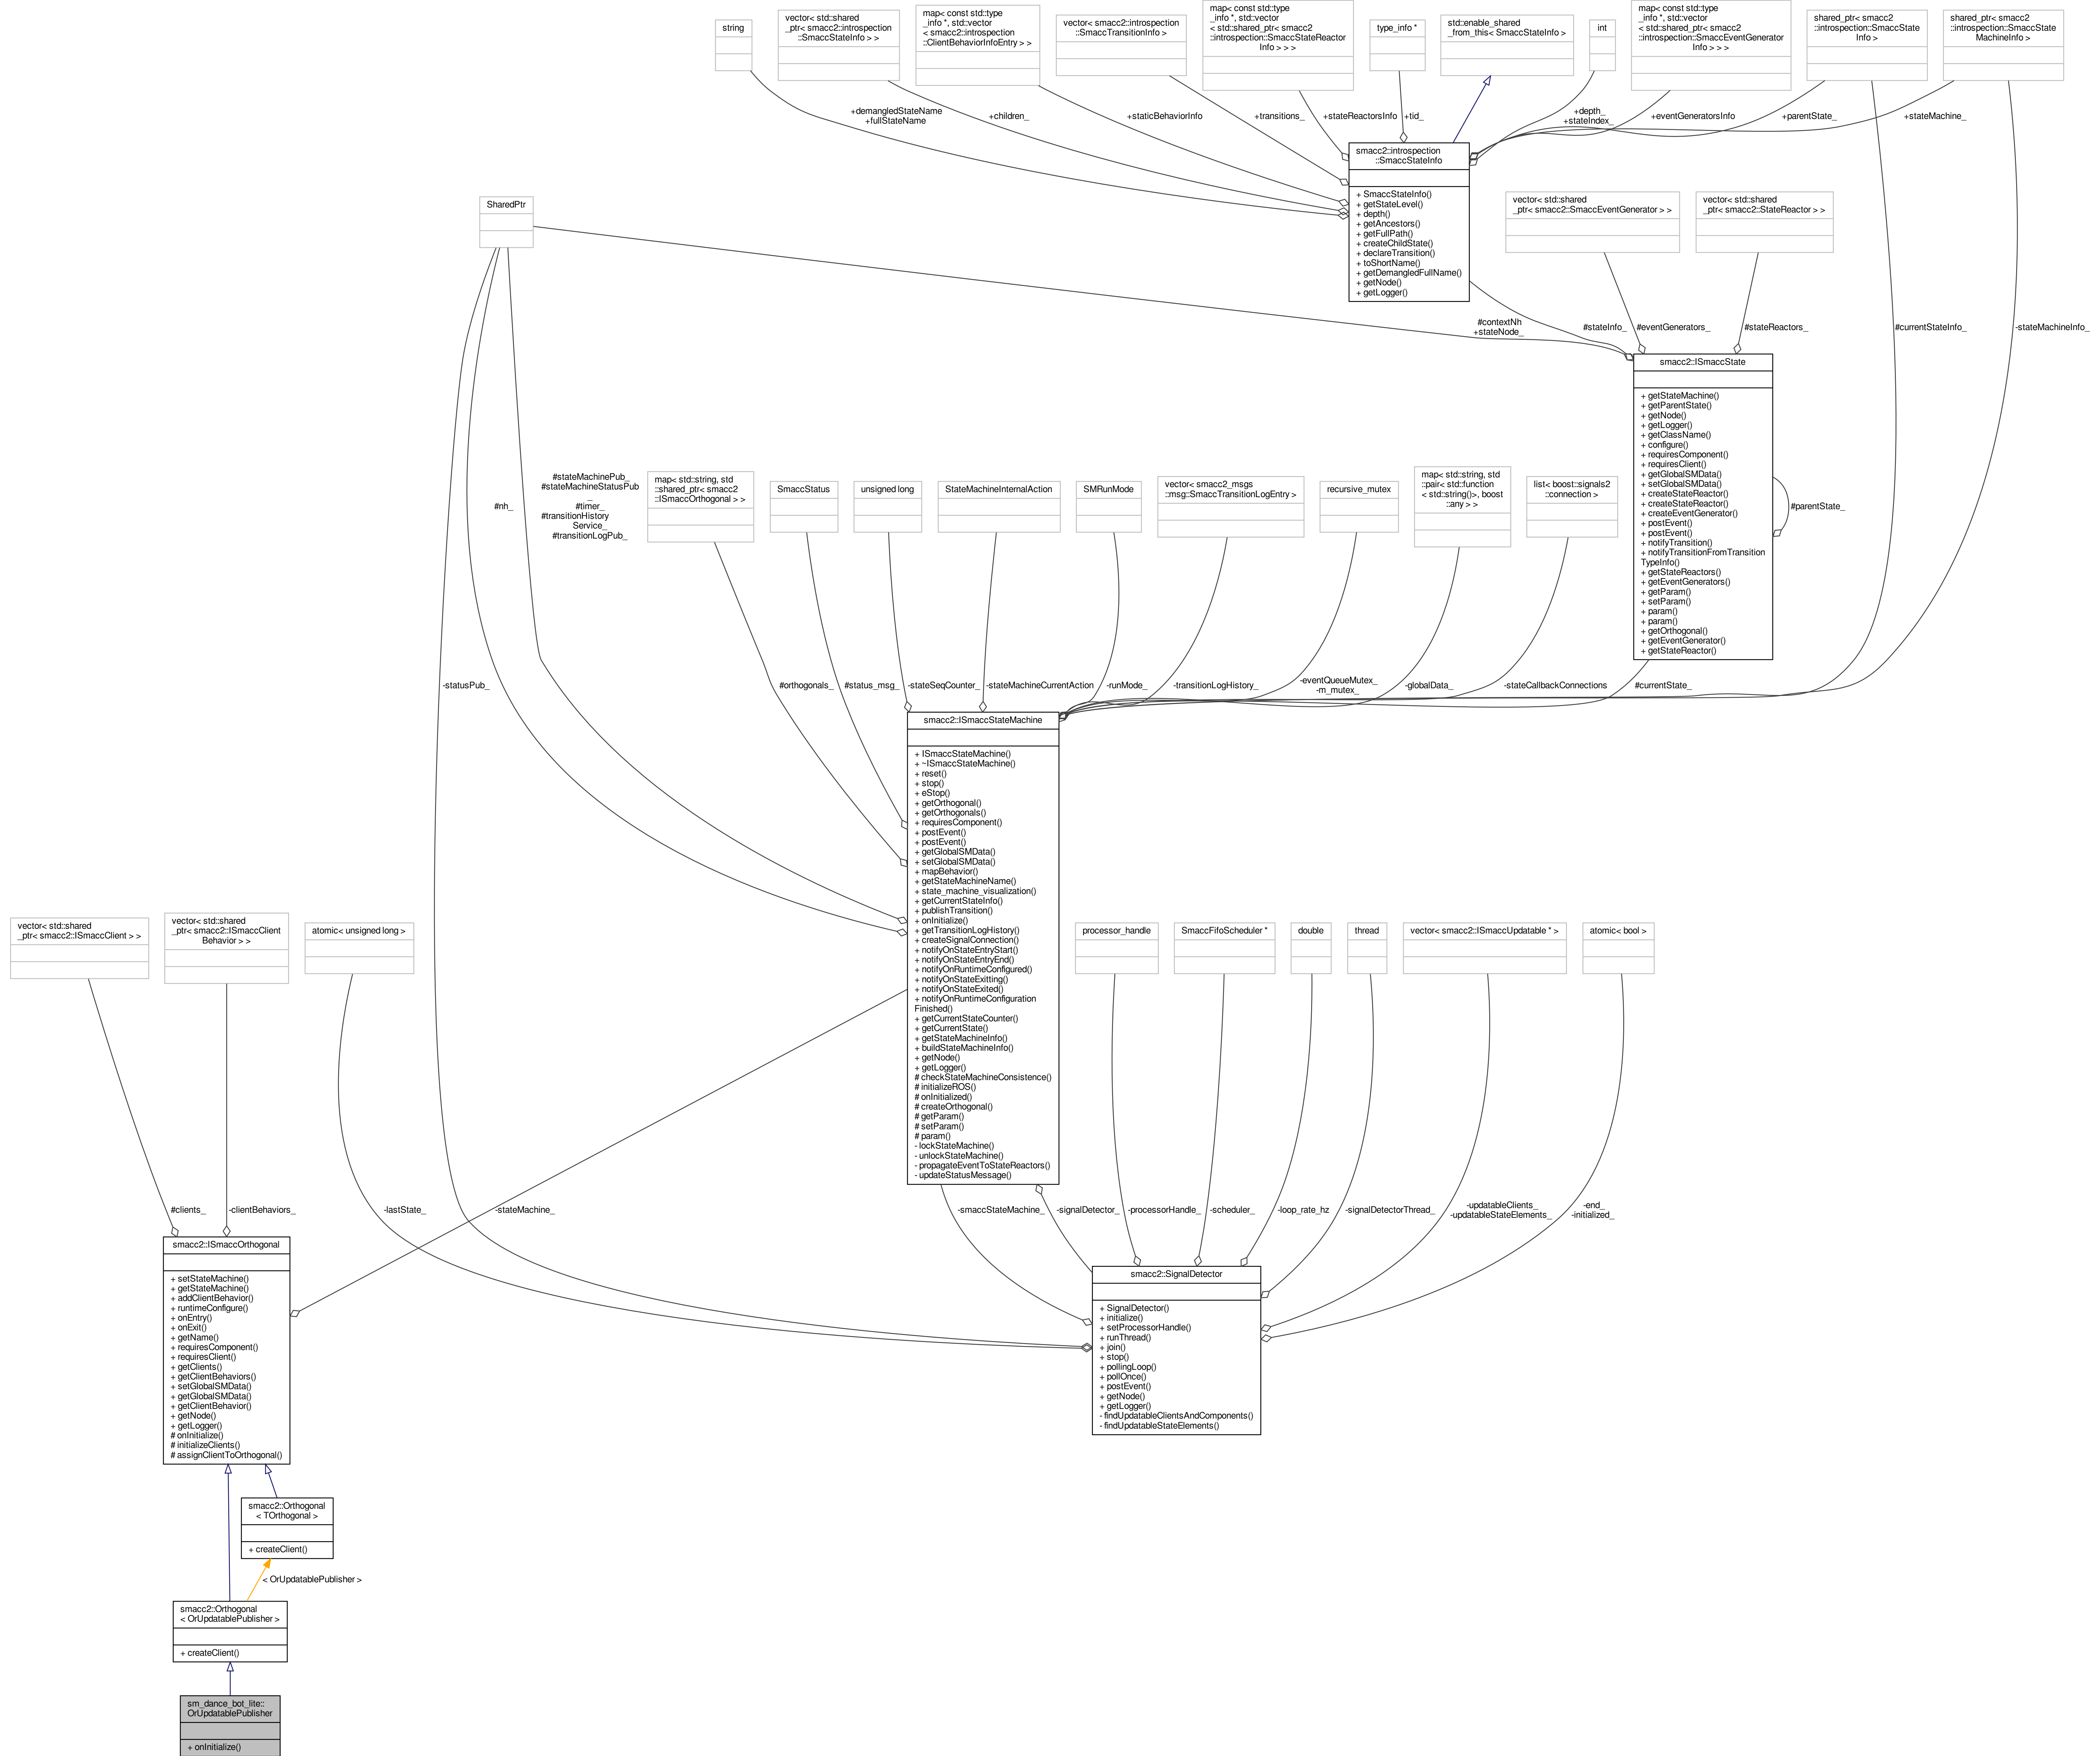 string
vector< std::shared
_ptr< smacc2::introspection
::SmaccStateInfo > >
map< const std::type
_info *, std::vector
< smacc2::introspection
::ClientBehaviorInfoEntry > >
vector< smacc2::introspection
::SmaccTransitionInfo >
map< const std::type
_info *, std::vector
< std::shared_ptr< smacc2
::introspection::SmaccStateReactor
Info > > >
type_info *
std::enable_shared
_from_this< SmaccStateInfo >
int
map< const std::type
_info *, std::vector
< std::shared_ptr< smacc2
::introspection::SmaccEventGenerator
Info > > >
shared_ptr< smacc2
::introspection::SmaccState
Info >
shared_ptr< smacc2
::introspection::SmaccState
MachineInfo >
+demangledStateName
+fullStateName
+children_
+staticBehaviorInfo
+transitions_
+stateReactorsInfo
+tid_
+depth_
+stateIndex_
+eventGeneratorsInfo
+parentState_
+stateMachine_
smacc2::introspection
::SmaccStateInfo
+ SmaccStateInfo()
+ getStateLevel()
+ depth()
+ getAncestors()
+ getFullPath()
+ createChildState()
+ declareTransition()
+ toShortName()
+ getDemangledFullName()
+ getNode()
+ getLogger()
SharedPtr
vector< std::shared
_ptr< smacc2::SmaccEventGenerator > >
vector< std::shared
_ptr< smacc2::StateReactor > >
#contextNh
+stateNode_
#stateInfo_
#eventGenerators_
#stateReactors_
#currentStateInfo_
-stateMachineInfo_
smacc2::ISmaccState
+ getStateMachine()
+ getParentState()
+ getNode()
+ getLogger()
+ getClassName()
+ configure()
+ requiresComponent()
+ requiresClient()
+ getGlobalSMData()
+ setGlobalSMData()
+ createStateReactor()
+ createStateReactor()
+ createEventGenerator()
+ postEvent()
+ postEvent()
+ notifyTransition()
+ notifyTransitionFromTransition
TypeInfo()
+ getStateReactors()
+ getEventGenerators()
+ getParam()
+ setParam()
+ param()
+ param()
+ getOrthogonal()
+ getEventGenerator()
+ getStateReactor()
#parentState_
#nh_
#stateMachinePub_
#stateMachineStatusPub
_
#timer_
#transitionHistory
Service_
#transitionLogPub_
map< std::string, std
::shared_ptr< smacc2
::ISmaccOrthogonal > >
SmaccStatus
unsigned long
StateMachineInternalAction
SMRunMode
vector< smacc2_msgs
::msg::SmaccTransitionLogEntry >
recursive_mutex
map< std::string, std
::pair< std::function
< std::string()>, boost
::any > >
list< boost::signals2
::connection >
-statusPub_
#orthogonals_
#status_msg_
-stateSeqCounter_
-stateMachineCurrentAction
-runMode_
-transitionLogHistory_
-eventQueueMutex_
-m_mutex_
-globalData_
-stateCallbackConnections
#currentState_
smacc2::ISmaccStateMachine
+ ISmaccStateMachine()
+ ~ISmaccStateMachine()
+ reset()
+ stop()
+ eStop()
+ getOrthogonal()
+ getOrthogonals()
+ requiresComponent()
+ postEvent()
+ postEvent()
+ getGlobalSMData()
+ setGlobalSMData()
+ mapBehavior()
+ getStateMachineName()
+ state_machine_visualization()
+ getCurrentStateInfo()
+ publishTransition()
+ onInitialize()
+ getTransitionLogHistory()
+ createSignalConnection()
+ notifyOnStateEntryStart()
+ notifyOnStateEntryEnd()
+ notifyOnRuntimeConfigured()
+ notifyOnStateExitting()
+ notifyOnStateExited()
+ notifyOnRuntimeConfiguration
Finished()
+ getCurrentStateCounter()
+ getCurrentState()
+ getStateMachineInfo()
+ buildStateMachineInfo()
+ getNode()
+ getLogger()
# checkStateMachineConsistence()
# initializeROS()
# onInitialized()
# createOrthogonal()
# getParam()
# setParam()
# param()
- lockStateMachine()
- unlockStateMachine()
- propagateEventToStateReactors()
- updateStatusMessage()
vector< std::shared
_ptr< smacc2::ISmaccClient > >
vector< std::shared
_ptr< smacc2::ISmaccClient
Behavior > >
atomic< unsigned long >
processor_handle
SmaccFifoScheduler *
double
thread
vector< smacc2::ISmaccUpdatable * >
atomic< bool >
#clients_
-clientBehaviors_
-lastState_
-stateMachine_
-smaccStateMachine_
-signalDetector_
-processorHandle_
-scheduler_
-loop_rate_hz
-signalDetectorThread_
-updatableClients_
-updatableStateElements_
-end_
-initialized_
smacc2::ISmaccOrthogonal
+ setStateMachine()
+ getStateMachine()
+ addClientBehavior()
+ runtimeConfigure()
+ onEntry()
+ onExit()
+ getName()
+ requiresComponent()
+ requiresClient()
+ getClients()
+ getClientBehaviors()
+ setGlobalSMData()
+ getGlobalSMData()
+ getClientBehavior()
+ getNode()
+ getLogger()
# onInitialize()
# initializeClients()
# assignClientToOrthogonal()
smacc2::SignalDetector
+ SignalDetector()
+ initialize()
+ setProcessorHandle()
+ runThread()
+ join()
+ stop()
+ pollingLoop()
+ pollOnce()
+ postEvent()
+ getNode()
+ getLogger()
- findUpdatableClientsAndComponents()
- findUpdatableStateElements()
smacc2::Orthogonal
< TOrthogonal >
+ createClient()
< OrUpdatablePublisher >
smacc2::Orthogonal
< OrUpdatablePublisher >
+ createClient()
sm_dance_bot_lite::
OrUpdatablePublisher
+ onInitialize()